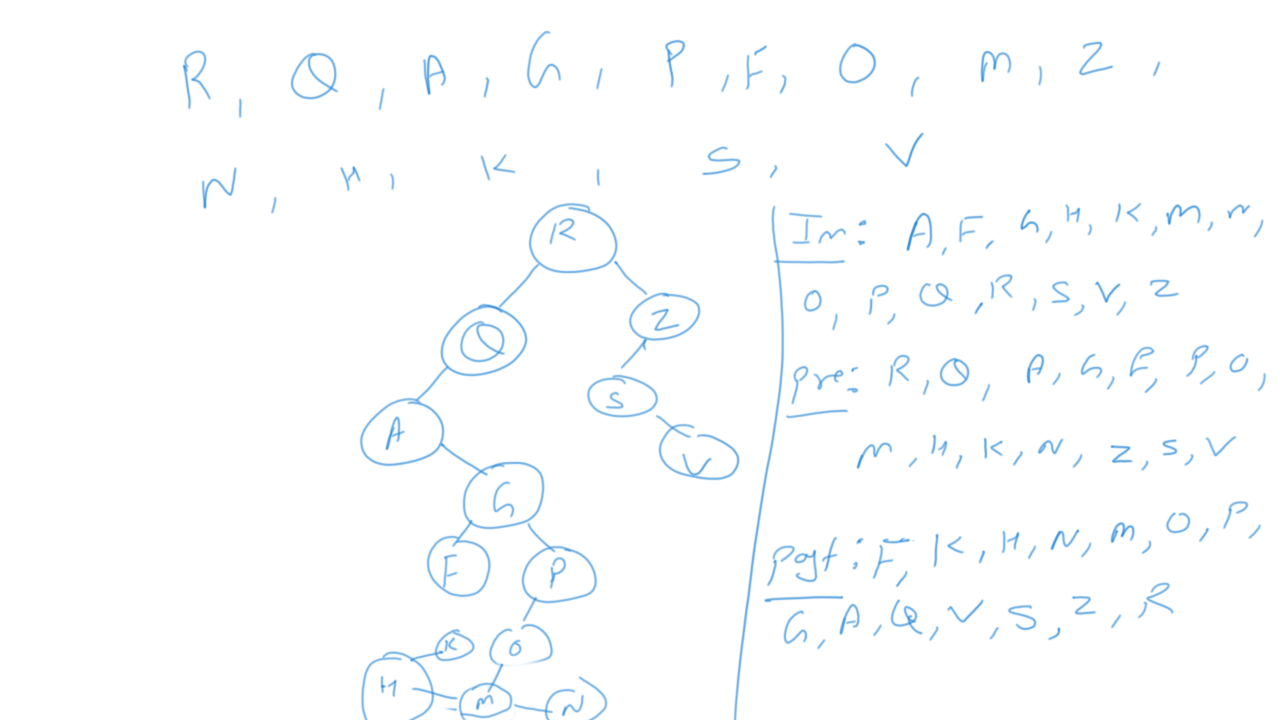 R, Q, A, G, P, F, O, M, Z,
N, H, K, S, V
R
Q
Z
A
S
V
G
F
P
K
O
H
M
N
In: A, F, G, H, K, M, N,
O, P, Q, R, S, V, Z
pre: R, Q, A, G, F, P, O,
M, H, K, N, Z, S, V
post: F, K, H, N, M, O, P,
G, A, Q, V, S, Z, R